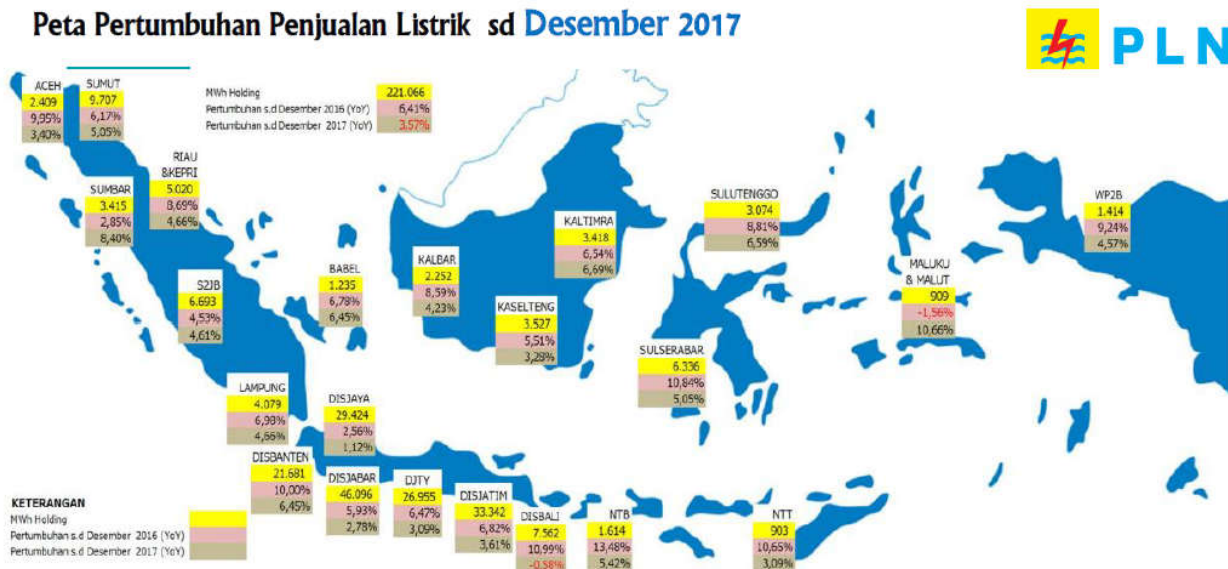 Peta Pertumbuhan Penjualan Listrik sd Desember 2017
PLN
MWh Holding 221.066
Pertumbuhan s.d Desember 2016 (YoY) 6,41%
Pertumbuhan s.d Desember 2017 (YoY) 3.57%
ACEH
2.409
9,95%
3,40%
SUMUT
9.707
6,17%
5,05%
RIAU
&KEPRI
5.020
8,69%
4,66%
SUMBAR
3.415
2,85%
8,40%
S2JB
6.693
4,53%
4,61%
BABEL
1.235
6,78%
6,45%
KALBAR
2.252
8,59%
4,23%
KALTIMRA
3.418
6,54%
6,69%
KASELTENG
3.527
5,51%
3,28%
SULUTENGGO
3.074
8,81%
6,59%
SULSERABAR
6.336
10,84%
5,05%
MALUKU
& MALUT
909
-1,56%
10,66%
WP2B
1.414
9,24%
4,57%
LAMPUNG
4.079
6,98%
4,66%
DISJAYA
29.424
2,56%
1,12%
DISBANTEN
21.681
10,00%
6,45%
DISJABAR
46.096
5,93%
2,78%
DJTY
26.955
6,47%
3,09%
DISJATIM
33.342
6,82%
3,61%
DISBALI
7.562
10,99%
-0,58%
NTB
1.614
13,48%
5,42%
NTT
903
10,65%
3,09%
KETERANGAN
MWh Holding
Pertumbuhan s.d Desember 2016 (YoY)
Pertumbuhan s.d Desember 2017 (YoY)